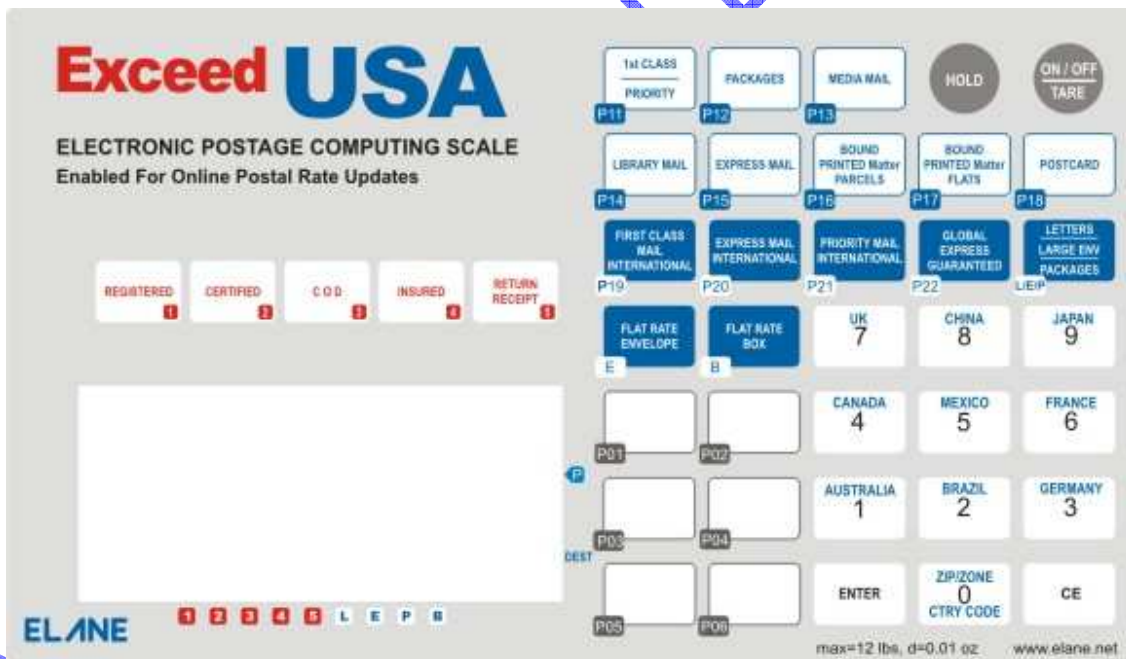 Exceed USA
ELECTRONIC POSTAGE COMPUTING SCALE
Enabled For Online Postal Rate Updates
REGISTERED
1
CERTIFIED
2
C O D
3
INSURED
4
RETURN
RECEIPT
5
1 2 3 4 5 L E P B
ELANE
1st CLASS
PRIORITY
P11
PACKAGES
P12
MEDIA MAIL
P13
HOLD
ON / OFF
TARE
LIBRARY MAIL
P14
EXPRESS MAIL
P15
BOUND
PRINTED Matter
PARCELS
P16
BOUND
PRINTED Matter
FLATS
P17
POSTCARD
P18
FIRST CLASS
MAIL
INTERNATIONAL
P19
EXPRESS MAIL
INTERNATIONAL
P20
PRIORITY MAIL
INTERNATIONAL
P21
GLOBAL
EXPRESS
GUARANTEED
P22
LETTERS
LARGE ENV
PACKAGES
L/E/P
FLAT RATE
ENVELOPE
E
FLAT RATE
BOX
B
UK
7
CHINA
8
JAPAN
9
P01
P02
CANADA
4
MEXICO
5
FRANCE
6
P
P03
P04
AUSTRALIA
1
BRAZIL
2
GERMANY
3
DEST
P05
P06
ENTER
ZIP/ZONE
0
CTRY CODE
CE
max=12 lbs, d=0.01 oz
www.elane.net